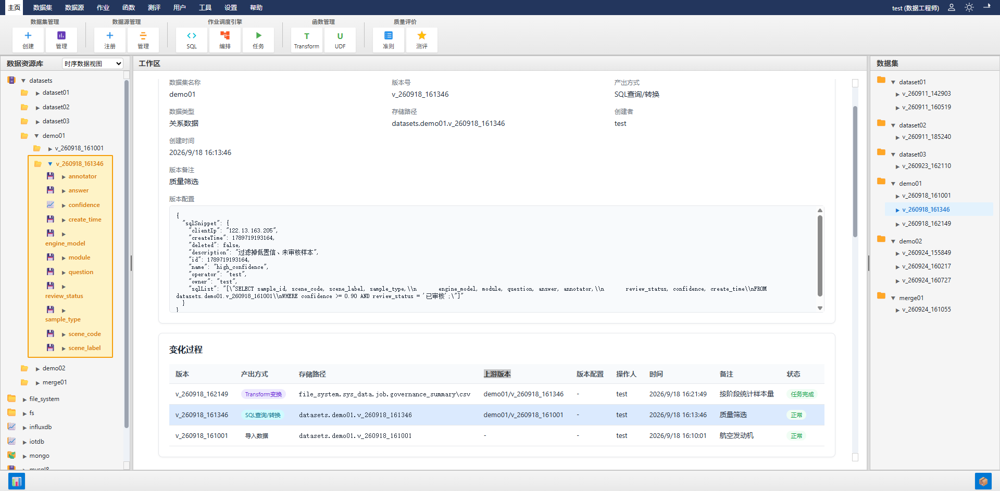 主页 数据集 数据源 作业 函数 测评 用户 工具 设置 帮助 test (数据工程师)
数据集管理 数据源管理 作业调度引擎 函数管理 质量评价
创建 管理 注册 管理 SQL 编排 任务 Transform UDF 准则 测评
数据资源库 时序数据视图
datasets
dataset01
dataset02
dataset03
demo01
v_260918_161001
v_260918_161346
annotator
answer
confidence
create_time
engine_model
module
question
review_status
sample_type
scene_code
scene_label
demo02
merge01
file_system
fs
influxdb
iotdb
mongo
mysql8
工作区
数据集名称 版本号 产出方式
demo01 v_260918_161346 SQL查询/转换
数据类型 存储路径 创建者
关系数据 datasets.demo01.v_260918_161346 test
创建时间
2026/9/18 16:13:46
版本备注
质量筛选
版本配置
{
"sqlSnippet": {
"clientIp": "122.13.163.205",
"createTime": 1789719193164,
"deleted": false,
"description": "过滤掉低置信、未审核样本",
"id": 1789719193164,
"name": "high_confidence",
"operator": "test",
"owner": "test",
"sqlList": "[\"SELECT sample_id, scene_code, scene_label, sample_type,\\n engine_model, module, question, answer, annotator,\\n review_status, confidence, create_time\\nFROM
datasets.demo01.v_260918_161001\\nWHERE confidence >= 0.90 AND review_status = '已审核';\"]"
}
}
变化过程
版本 产出方式 存储路径 上游版本 版本配置 操作人 时间 备注 状态
v_260918_162149 Transform变换 file_system.sys_data.job.governance_summary\csv demo01/v_260918_161346 - test 2026/9/18 16:21:49 按阶段统计样本量 任务完成
v_260918_161346 SQL查询/转换 datasets.demo01.v_260918_161346 demo01/v_260918_161001 - test 2026/9/18 16:13:46 质量筛选 正常
v_260918_161001 导入数据 datasets.demo01.v_260918_161001 - - test 2026/9/18 16:10:01 航空发动机 正常
数据集
dataset01
v_260911_142903
v_260911_160519
dataset02
v_260911_185240
dataset03
v_260923_162110
demo01
v_260918_161001
v_260918_161346
v_260918_162149
demo02
v_260924_155849
v_260924_160217
v_260924_160727
merge01
v_260924_161055